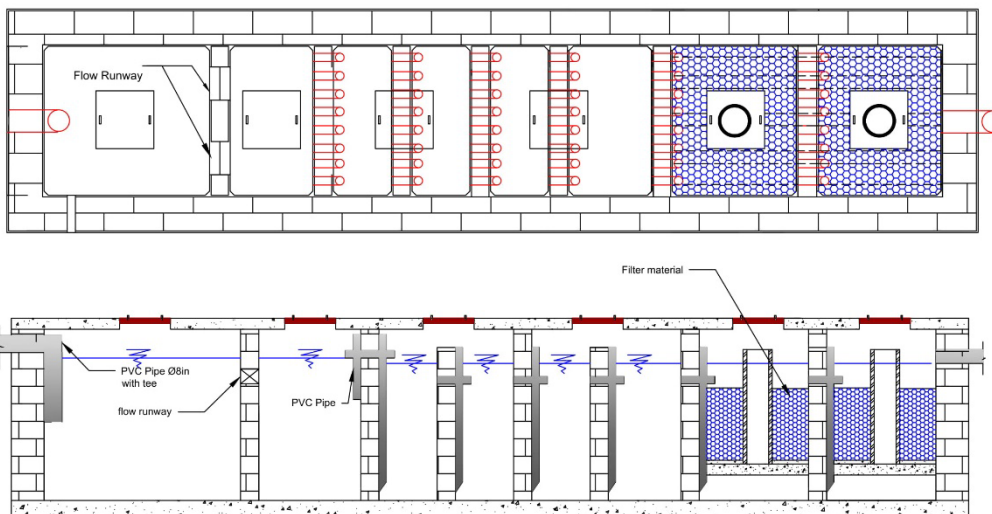 Flow Runway
Filter material
PVC Pipe Ø8in
with tee
flow runway
PVC Pipe